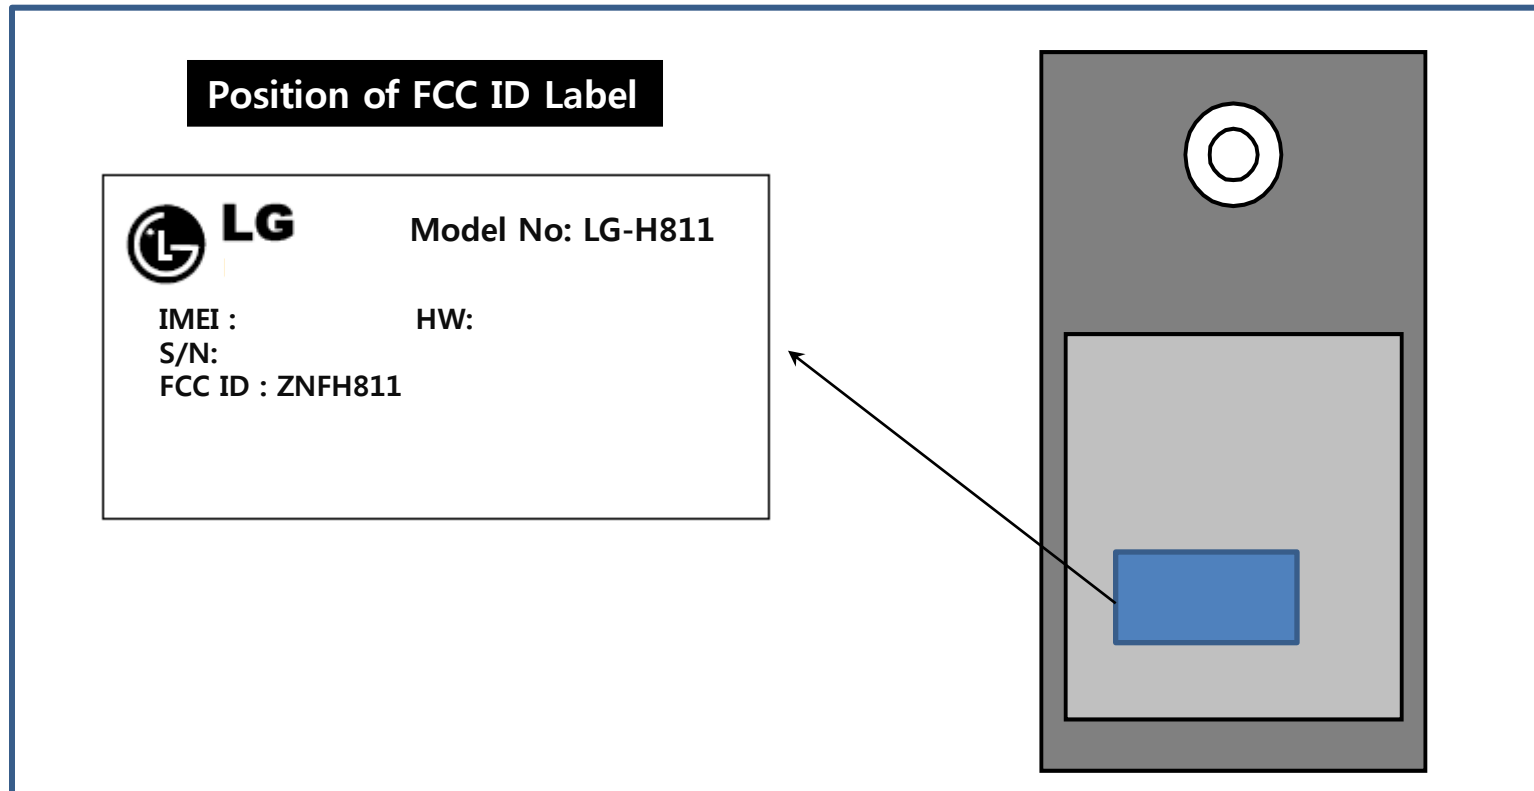 Position of FCC ID Label
LG
Model No: LG-H811
IMEI :
HW:
S/N:
FCC ID : ZNFH811